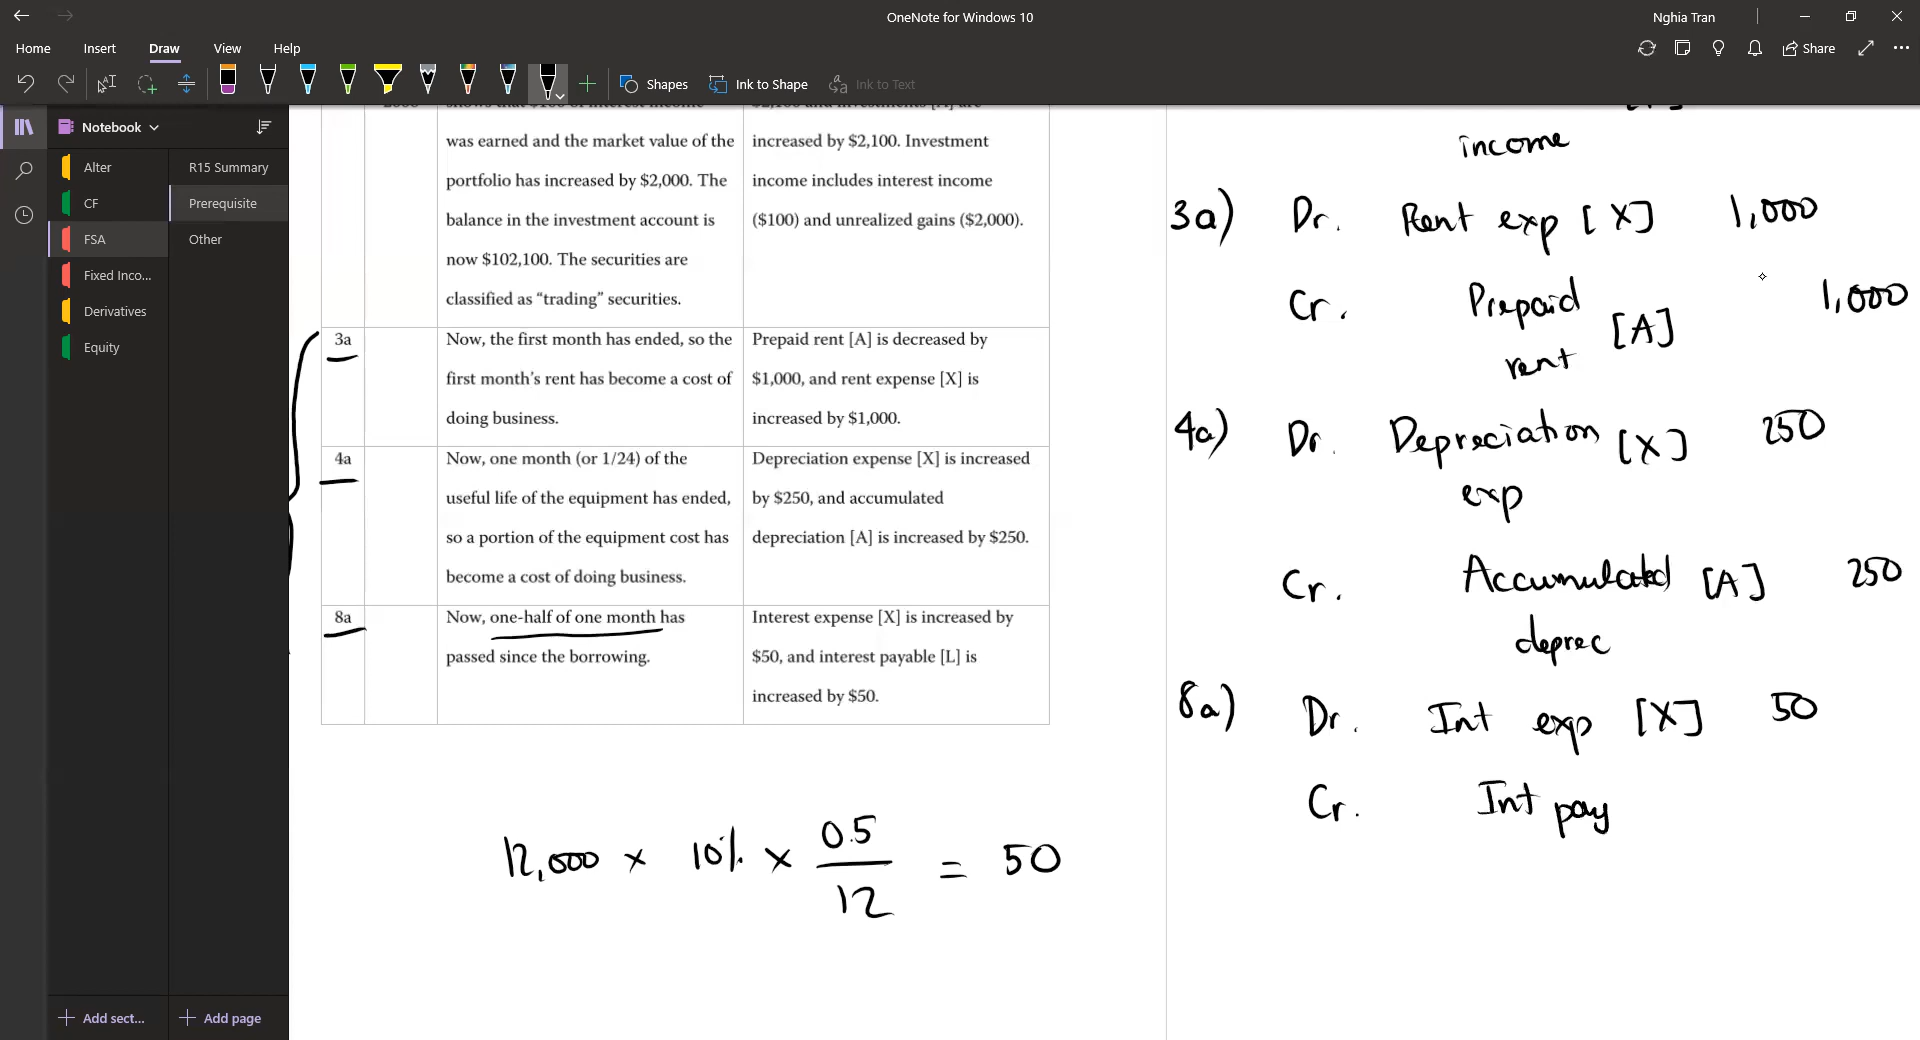 OneNote for Windows 10
Nghia Tran
Home Insert Draw View Help
Share
Shapes
Ink to Shape
Ink to Text
Notebook
Alter
CF
FSA
Fixed Inco...
Derivatives
Equity
R15 Summary
Prerequisite
Other
Add sect...
Add page
shows that $100 of interest income
was earned and the market value of the
portfolio has increased by $2,000. The
balance in the investment account is
now $102,100. The securities are
classified as “trading” securities.
$2,100 and investments [A] are
increased by $2,100. Investment
income includes interest income
($100) and unrealized gains ($2,000).
3a
Now, the first month has ended, so the
first month’s rent has become a cost of
doing business.
Prepaid rent [A] is decreased by
$1,000, and rent expense [X] is
increased by $1,000.
4a
Now, one month (or 1/24) of the
useful life of the equipment has ended,
so a portion of the equipment cost has
become a cost of doing business.
Depreciation expense [X] is increased
by $250, and accumulated
depreciation [A] is increased by $250.
8a
Now, one-half of one month has
passed since the borrowing.
Interest expense [X] is increased by
$50, and interest payable [L] is
increased by $50.
12,000 × 10% × 0.5/12 = 50
income
3a) Dr. Rent exp [X] 1,000
Cr. Prepaid rent [A] 1,000
4a) Dr. Depreciation exp [X] 250
Cr. Accumulated deprec [A] 250
8a) Dr. Int exp [X] 50
Cr. Int pay